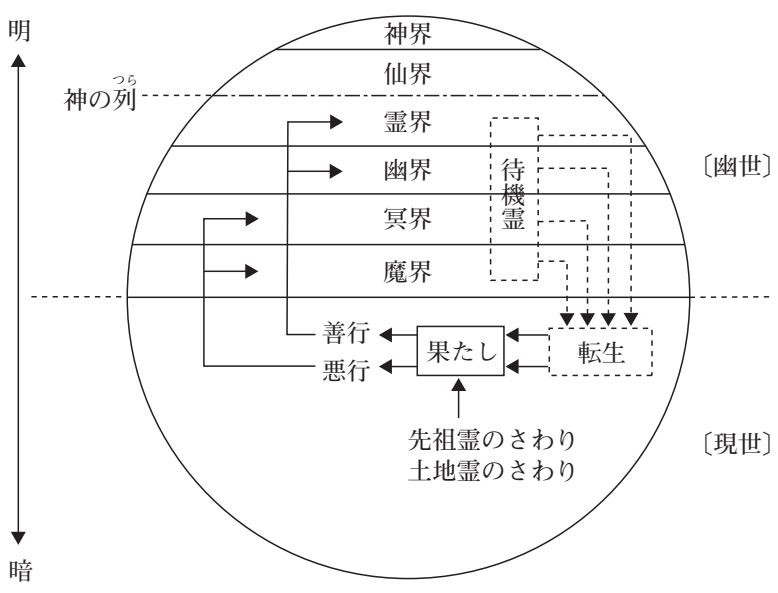 明
神界
仙界
つら
神の列
霊界
〔幽世〕
幽界
待機霊
冥界
魔界
善行
果たし
転生
悪行
先祖霊のさわり
土地霊のさわり
〔現世〕
暗